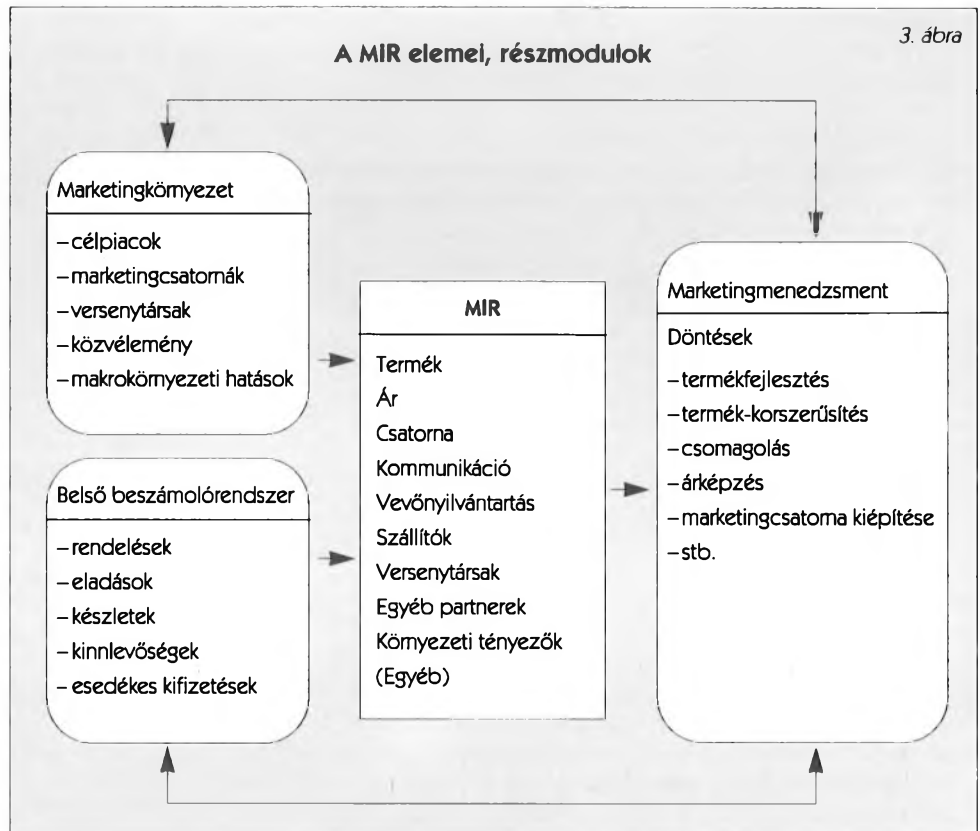 3. ábra
A MIR elemei, részmodulok
Marketingkörnyezet
– célpiacok
– marketingcsatornák
– versenytársak
– közvélemény
– makrokörnyezeti hatások
Belső beszámolórendszer
– rendelések
– eladások
– készletek
– kinnlevőségek
– esedékes kifizetések
MIR
Termék
Ár
Csatorna
Kommunikáció
Vevőnyilvántartás
Szállítók
Versenytársak
Egyéb partnerek
Környezeti tényezők
(Egyéb)
Marketingmenedzsment
Döntések
– termékfejlesztés
– termék-korszerűsítés
– csomagolás
– árképzés
– marketingcsatorna kiépítése
– stb.